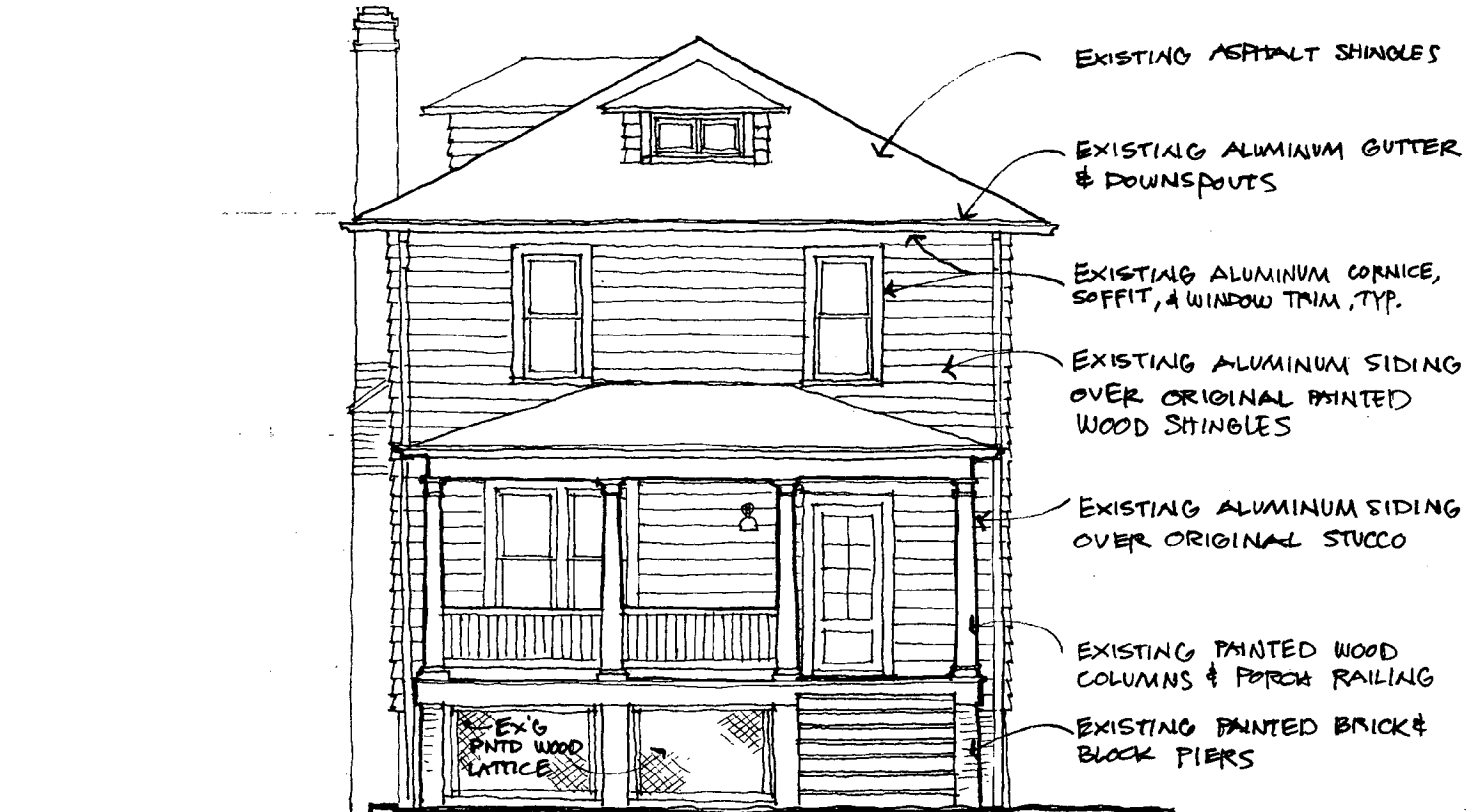 EXISTING ASPHALT SHINGLES
EXISTING ALUMINUM GUTTER
& DOWNSPOUTS
EXISTING ALUMINUM CORNICE,
SOFFIT, & WINDOW TRIM, TYP.
EXISTING ALUMINUM SIDING
OVER ORIGINAL PAINTED
WOOD SHINGLES
EXISTING ALUMINUM SIDING
OVER ORIGINAL STUCCO
EXISTING PAINTED WOOD
COLUMNS & PORCH RAILING
EXISTING PAINTED BRICK &
BLOCK PIERS
EX'G
PNTD WOOD
LATTICE